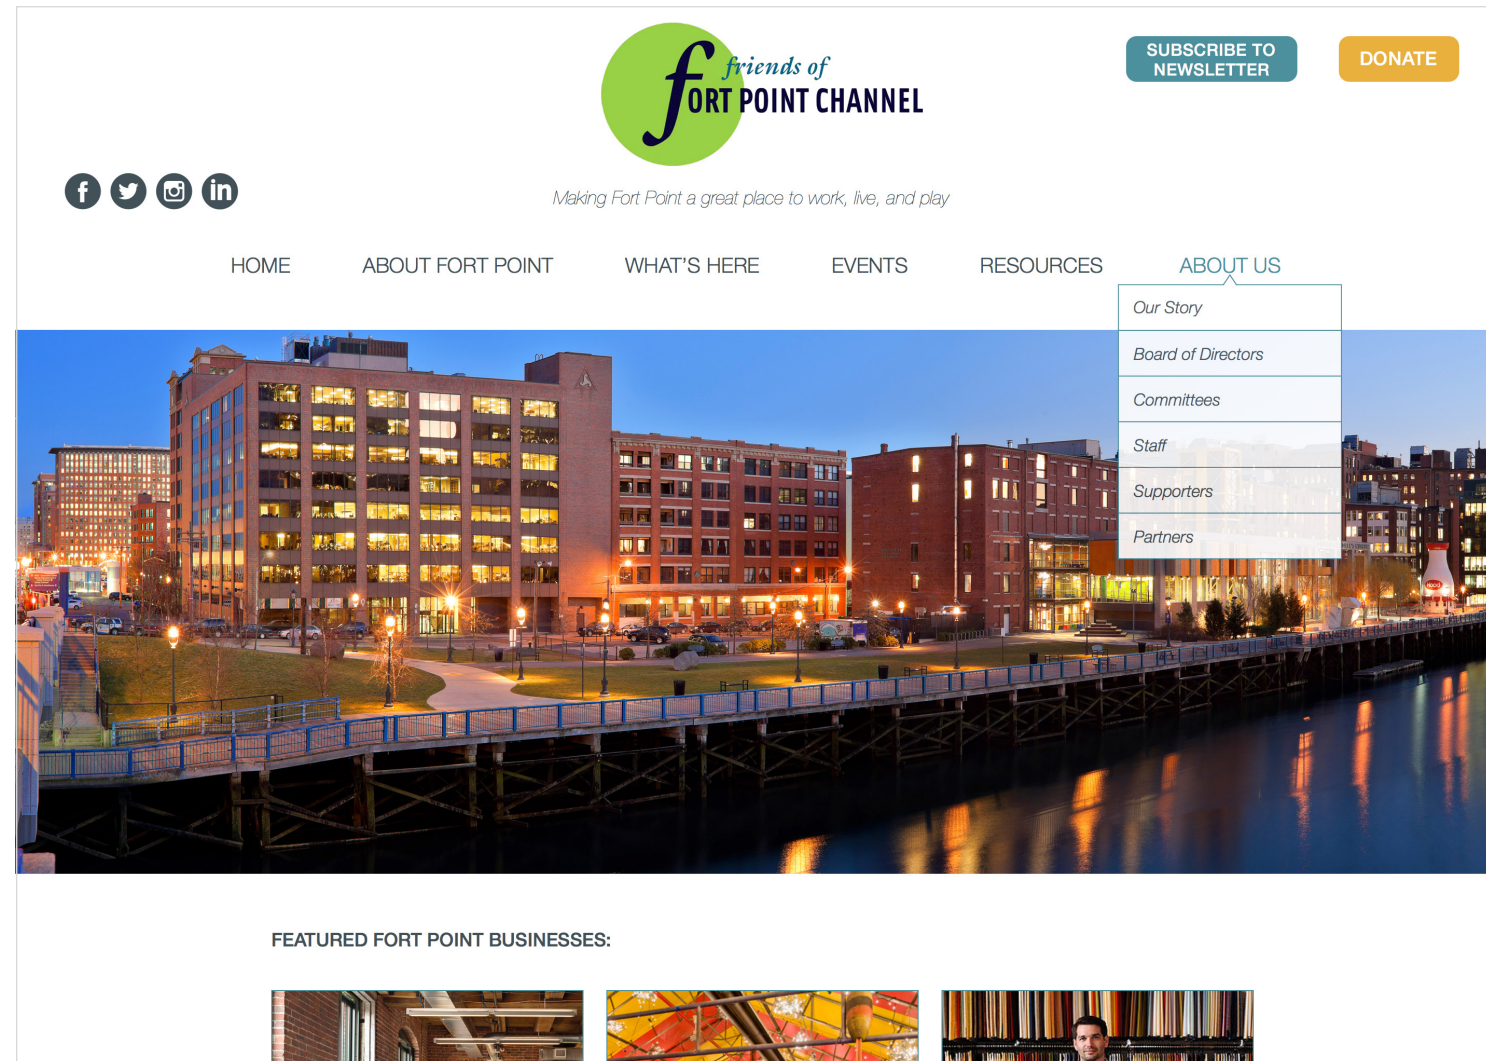 friends of
FORT POINT CHANNEL
SUBSCRIBE TO
NEWSLETTER
DONATE
Making Fort Point a great place to work, live, and play
HOME
ABOUT FORT POINT
WHAT'S HERE
EVENTS
RESOURCES
ABOUT US
Our Story
Board of Directors
Committees
Staff
Supporters
Partners
HOOD
FEATURED FORT POINT BUSINESSES: